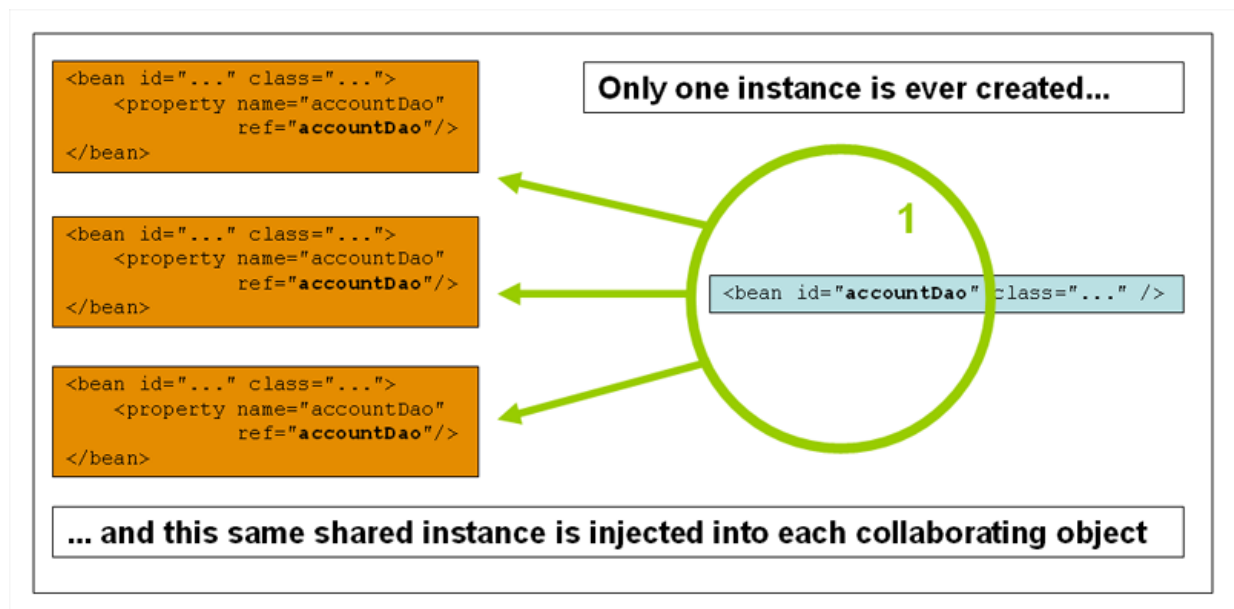 <bean id="..." class="...">
    <property name="accountDao"
              ref="accountDao"/>
</bean>
Only one instance is ever created...
<bean id="..." class="...">
    <property name="accountDao"
              ref="accountDao"/>
</bean>
1
<bean id="accountDao" class="..." />
<bean id="..." class="...">
    <property name="accountDao"
              ref="accountDao"/>
</bean>
... and this same shared instance is injected into each collaborating object